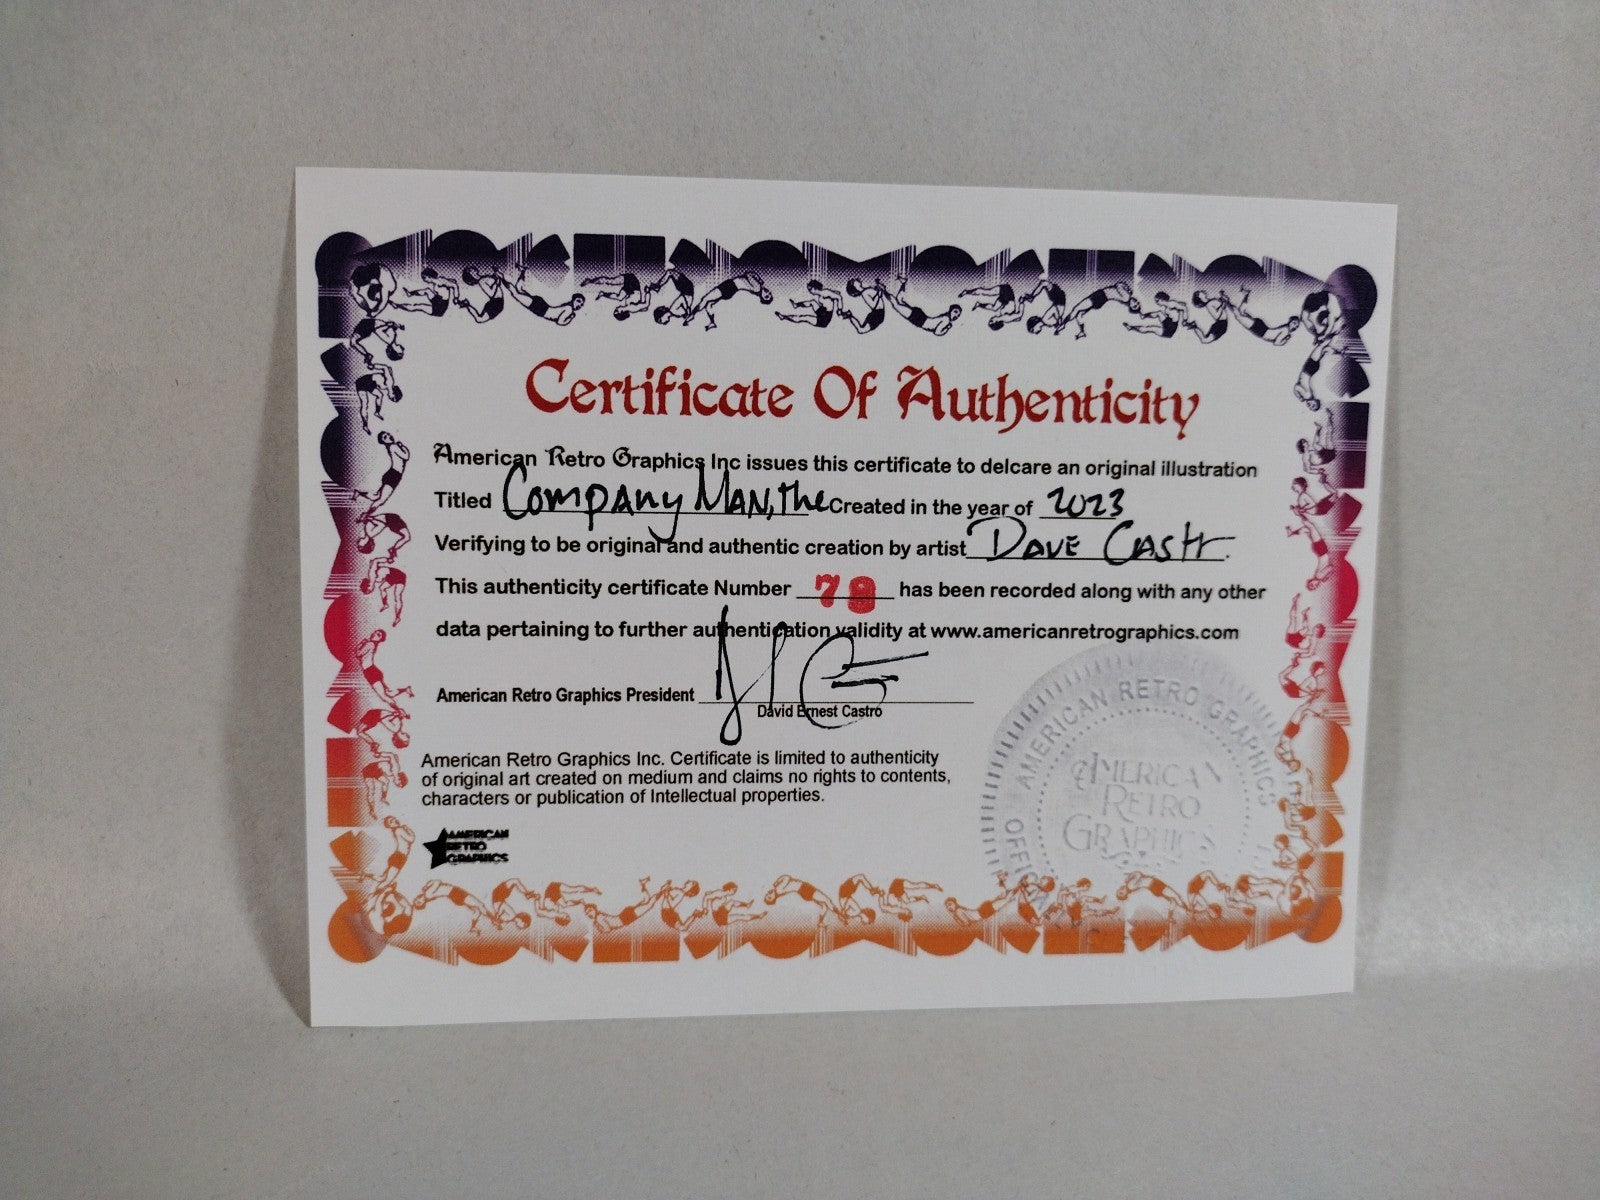 Certificate Of Authenticity
American Retro Graphics Inc issues this certificate to delcare an original illustration
Titled Company Man, the Created in the year of 2023
Verifying to be original and authentic creation by artist Dave Castr
This authenticity certificate Number 78 has been recorded along with any other
data pertaining to further authentication validity at www.americanretrographics.com
American Retro Graphics President
David Ernest Castro
American Retro Graphics Inc. Certificate is limited to authenticity
of original art created on medium and claims no rights to contents,
characters or publication of Intellectual properties.
AMERICAN
RETRO
GRAPHICS
AMERICAN RETRO GRAPHICS
AMERICAN
RETRO
GRAPHICS